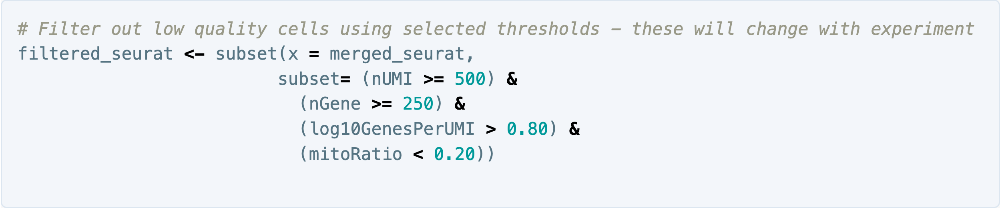 # Filter out low quality cells using selected thresholds – these will change with experiment
filtered_seurat <- subset(x = merged_seurat,
subset= (nUMI >= 500) &
(nGene >= 250) &
(log10GenesPerUMI > 0.80) &
(mitoRatio < 0.20))